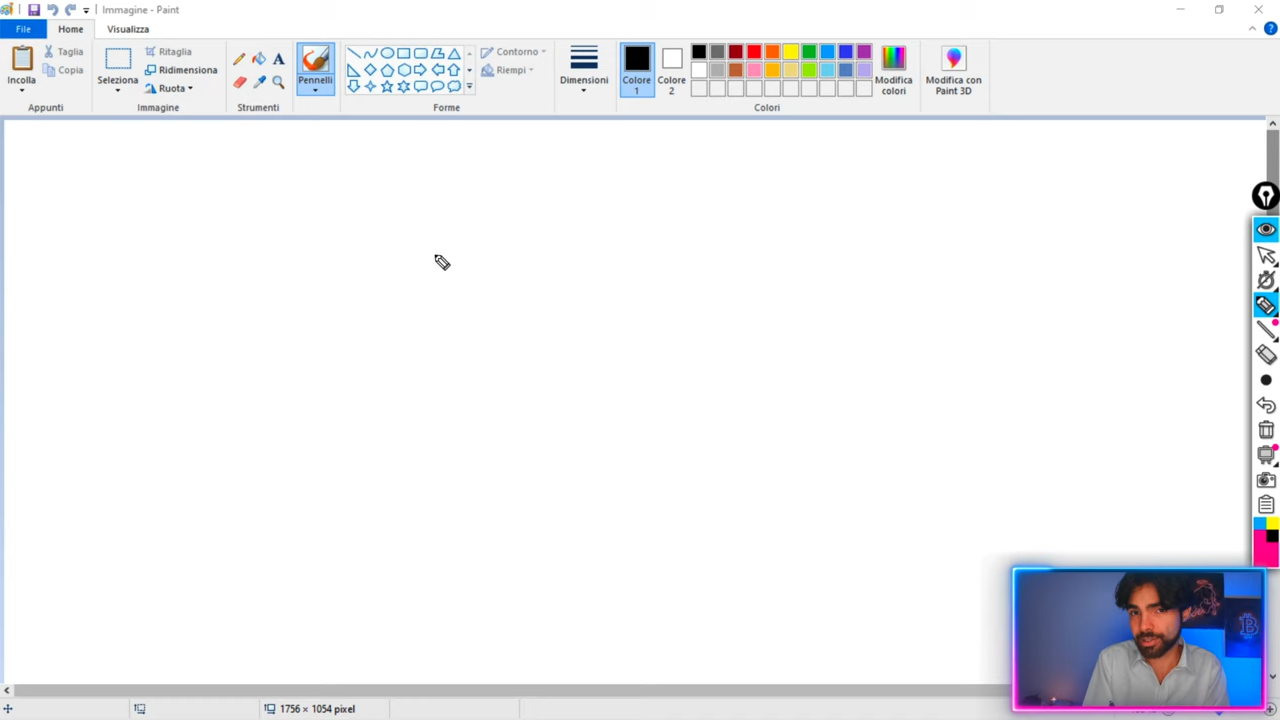 Immagine - Paint
File
Home
Visualizza
Incolla
Taglia
Copia
Appunti
Seleziona
Ritaglia
Ridimensiona
Ruota
Immagine
A
Strumenti
Pennelli
Contorno
Riempi
Forme
Dimensioni
Colore
1
Colore
2
Modifica
colori
Colori
Modifica con
Paint 3D
1756 × 1054 pixel